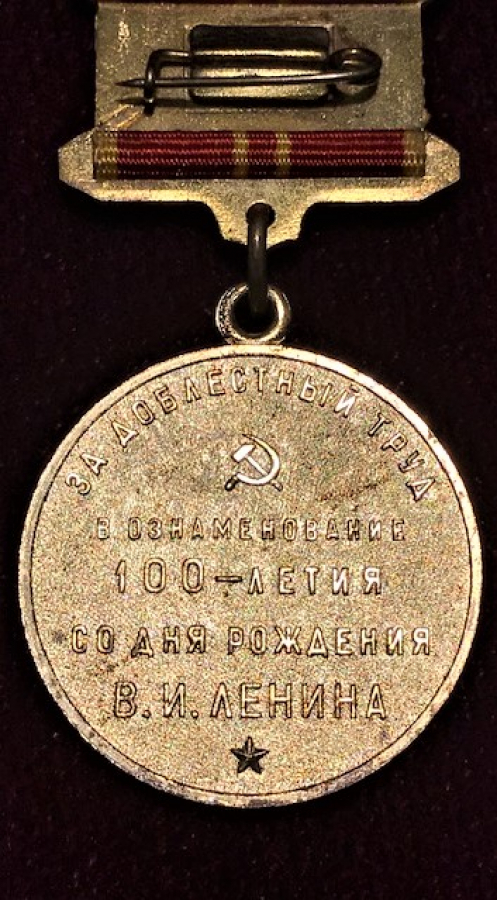 ЗА ДОБЛЕСТНЫЙ ТРУД
В ОЗНАМЕНОВАНИЕ
100–ЛЕТИЯ
СО ДНЯ РОЖДЕНИЯ
В. И. ЛЕНИНА